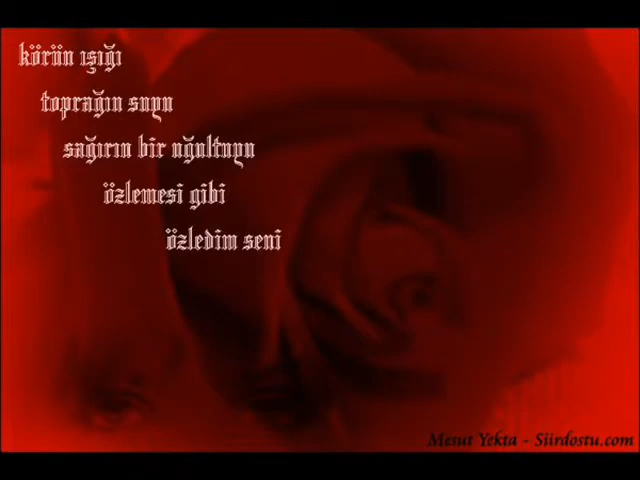 körün ışığı
toprağın suyu
sağırın bir uğultuyu
özlemesi gibi
özledim seni
Mesut Yekta - Siirdostu.com